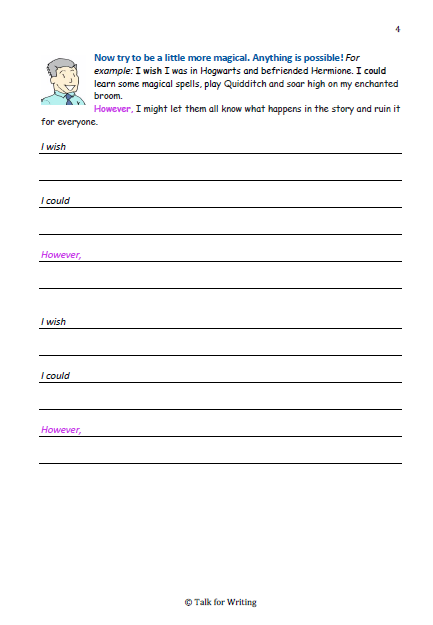 4
Now try to be a little more magical. Anything is possible! For
example: I wish I was in Hogwarts and befriended Hermione. I could
learn some magical spells, play Quidditch and soar high on my enchanted
broom.
However, I might let them all know what happens in the story and ruin it
for everyone.
I wish
I could
However,
I wish
I could
However,
© Talk for Writing